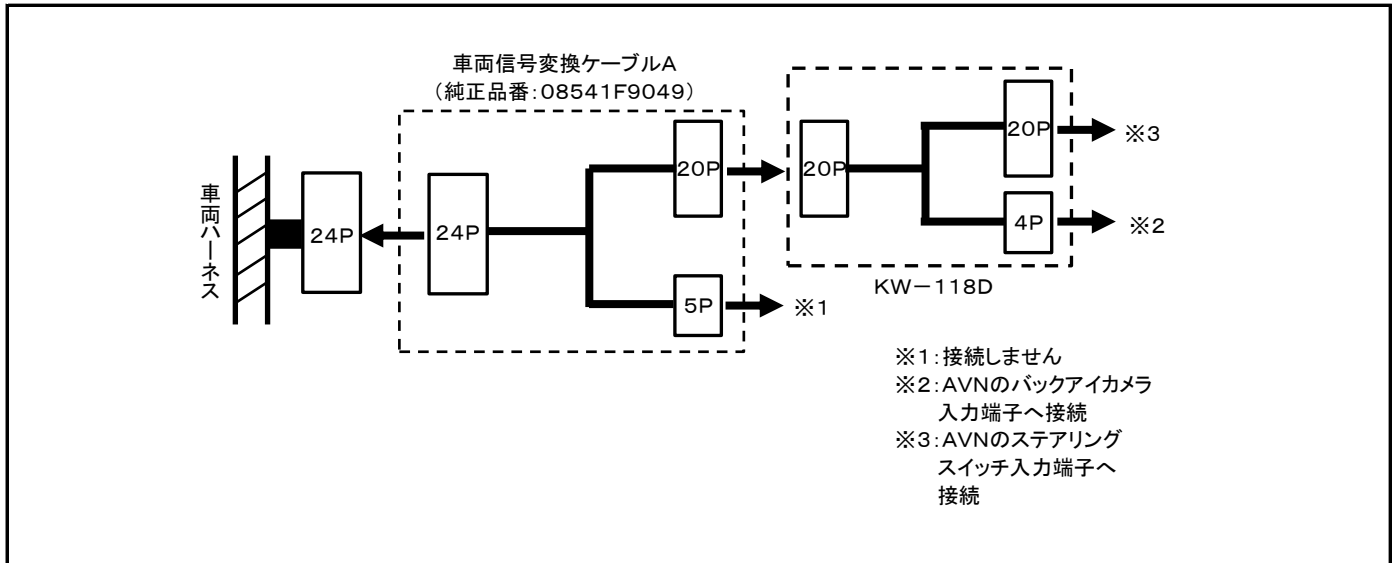 車両信号変換ケーブルA
（純正品番：08541F9049）
車両ハーネス
24P
24P
20P
5P
※1
20P
20P
※3
4P
※2
KW－118D
※1：接続しません
※2：AVNのバックアイカメラ
入力端子へ接続
※3：AVNのステアリング
スイッチ入力端子へ
接続